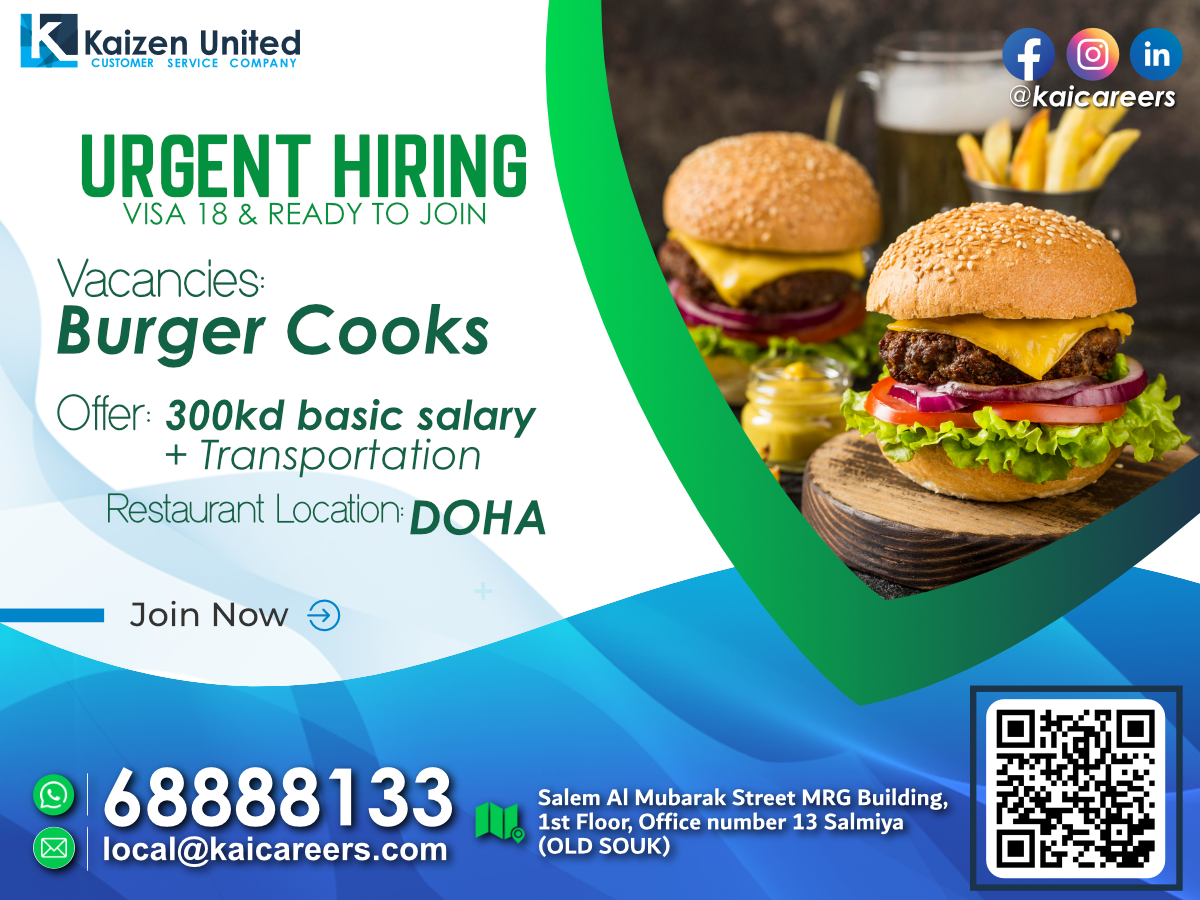 Kaizen United
CUSTOMER SERVICE COMPANY
@kaicareers
URGENT HIRING
VISA 18 & READY TO JOIN
Vacancies:
Burger Cooks
Offer: 300kd basic salary
+ Transportation
Restaurant Location: DOHA
Join Now
68888133
local@kaicareers.com
Salem Al Mubarak Street MRG Building,
1st Floor, Office number 13 Salmiya
(OLD SOUK)